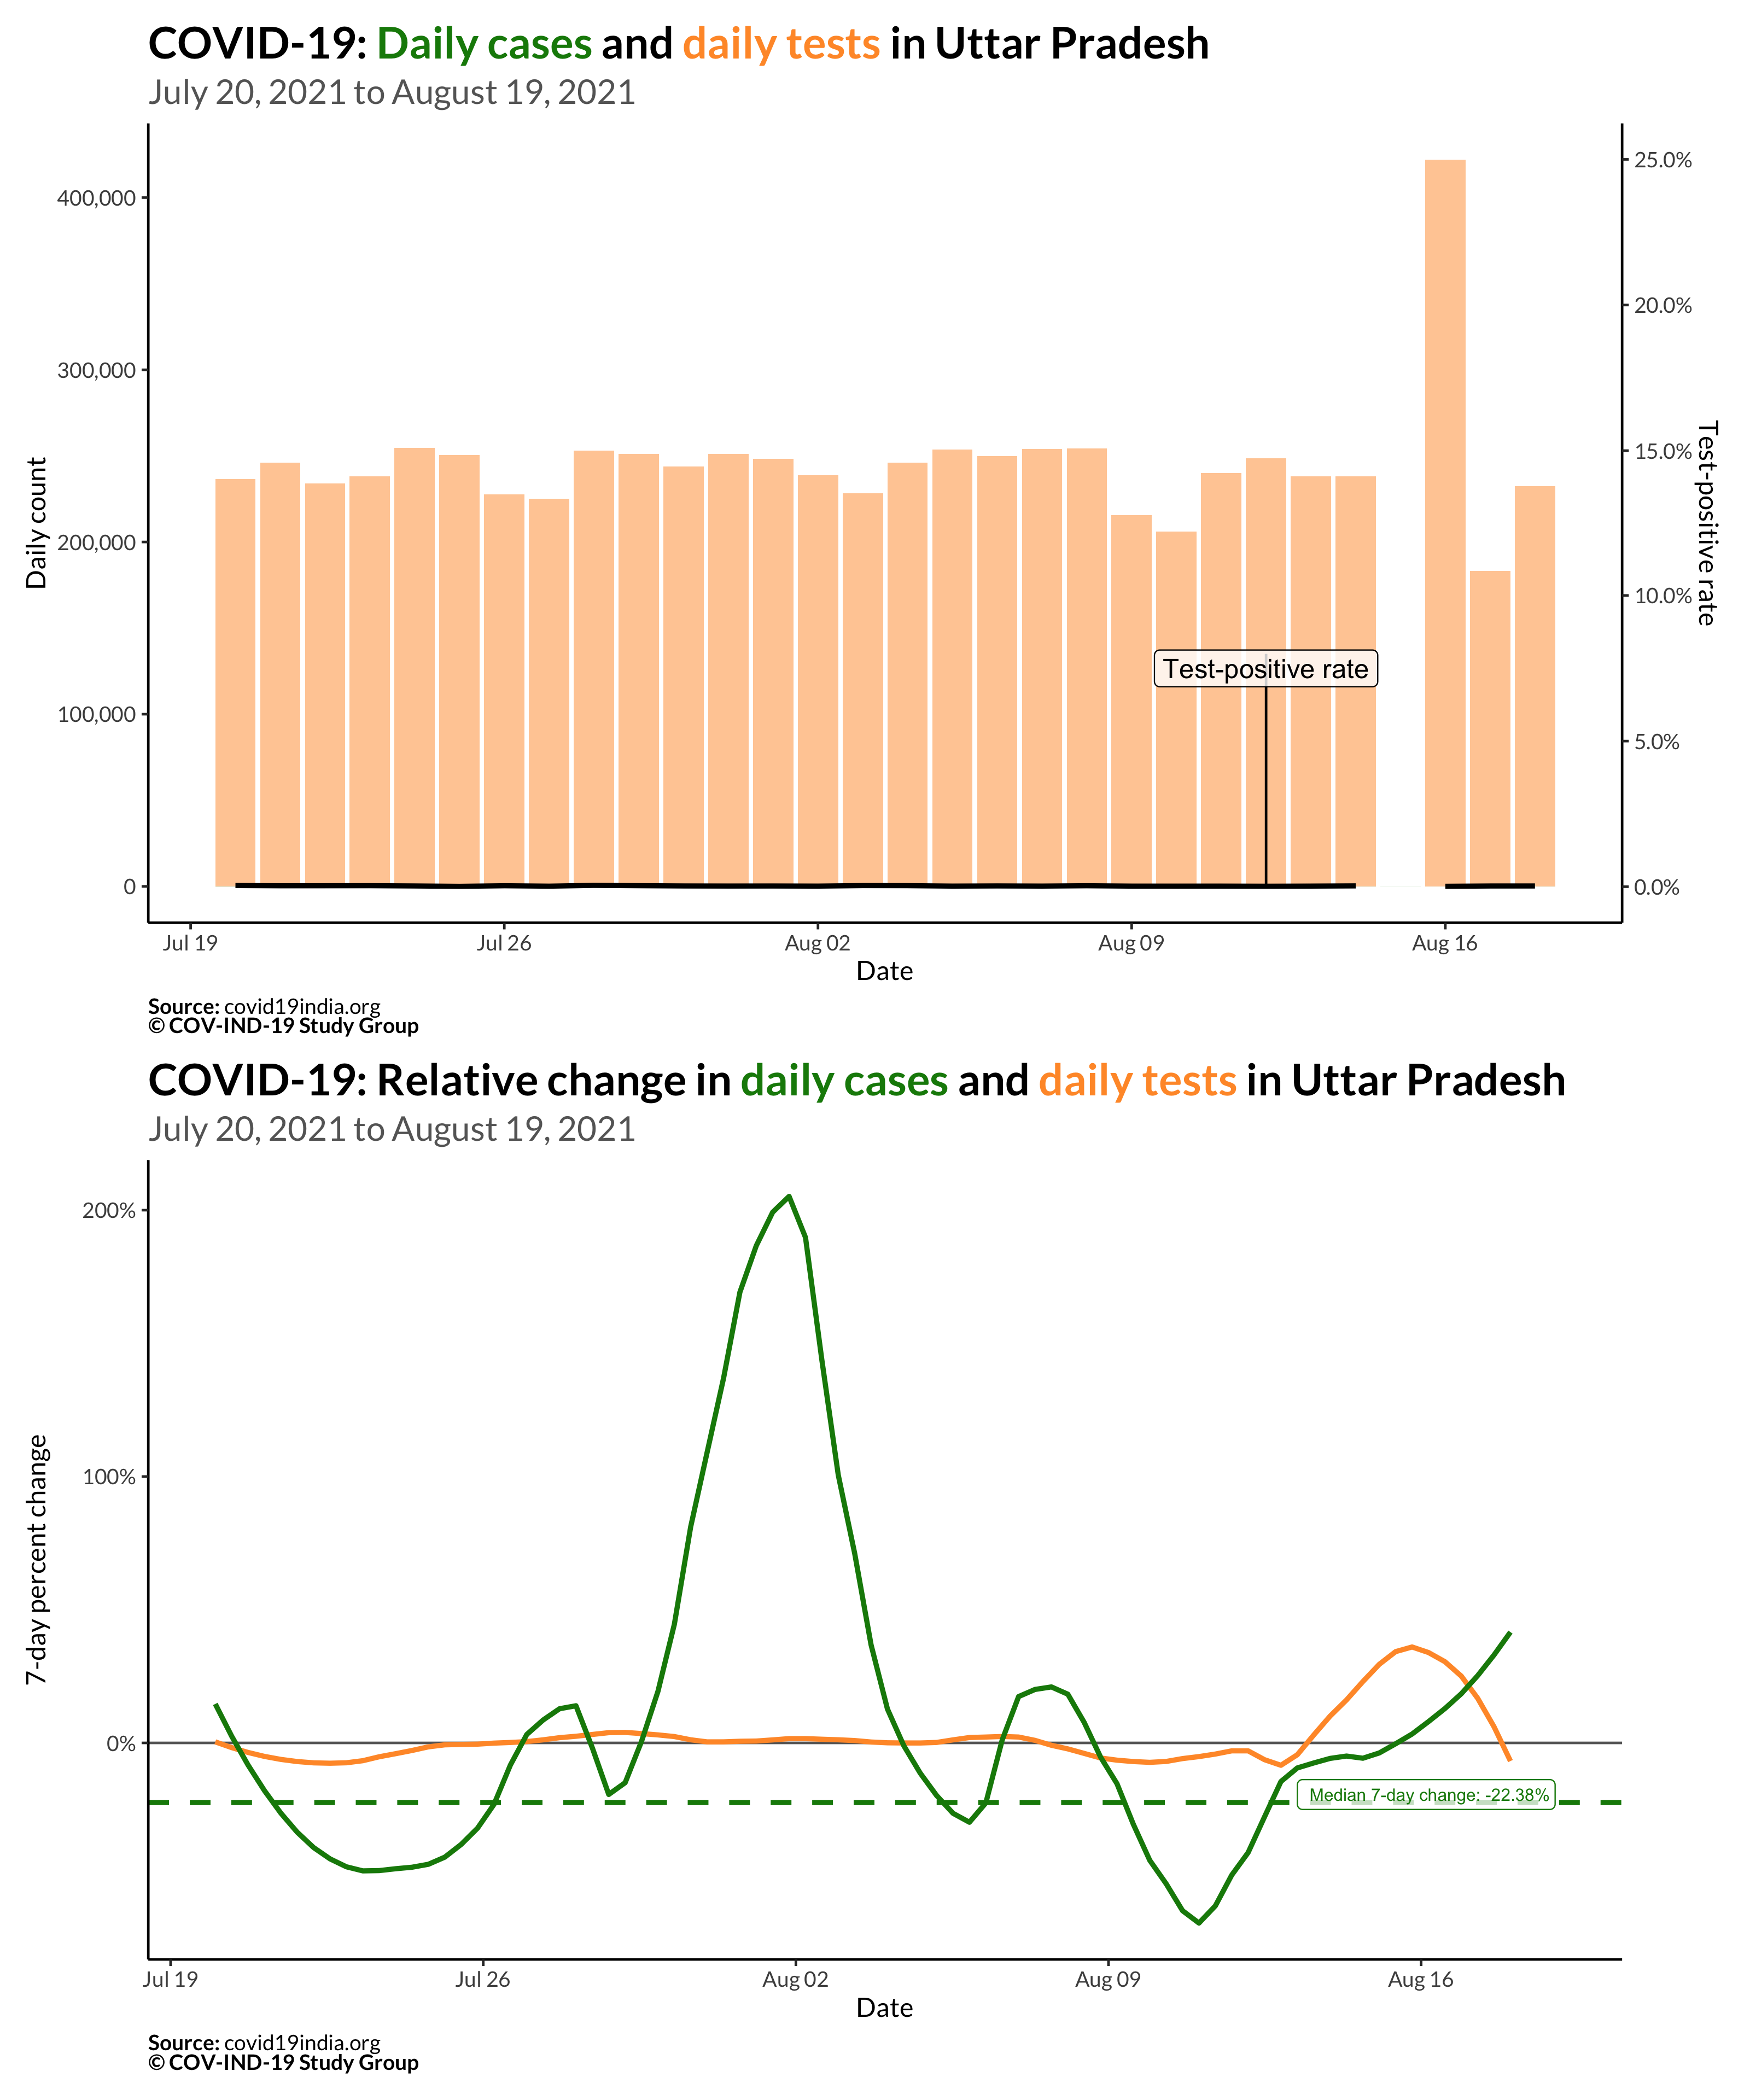 COVID-19: Daily cases and daily tests in Uttar Pradesh
July 20, 2021 to August 19, 2021
400,000
300,000
200,000
100,000
0
Daily count
25.0%
20.0%
15.0%
10.0%
5.0%
0.0%
Test-positive rate
Test-positive rate
Jul 19
Jul 26
Aug 02
Aug 09
Aug 16
Date
Source: covid19india.org
© COV-IND-19 Study Group
COVID-19: Relative change in daily cases and daily tests in Uttar Pradesh
July 20, 2021 to August 19, 2021
200%
100%
0%
7-day percent change
Median 7-day change: -22.38%
Jul 19
Jul 26
Aug 02
Aug 09
Aug 16
Date
Source: covid19india.org
© COV-IND-19 Study Group